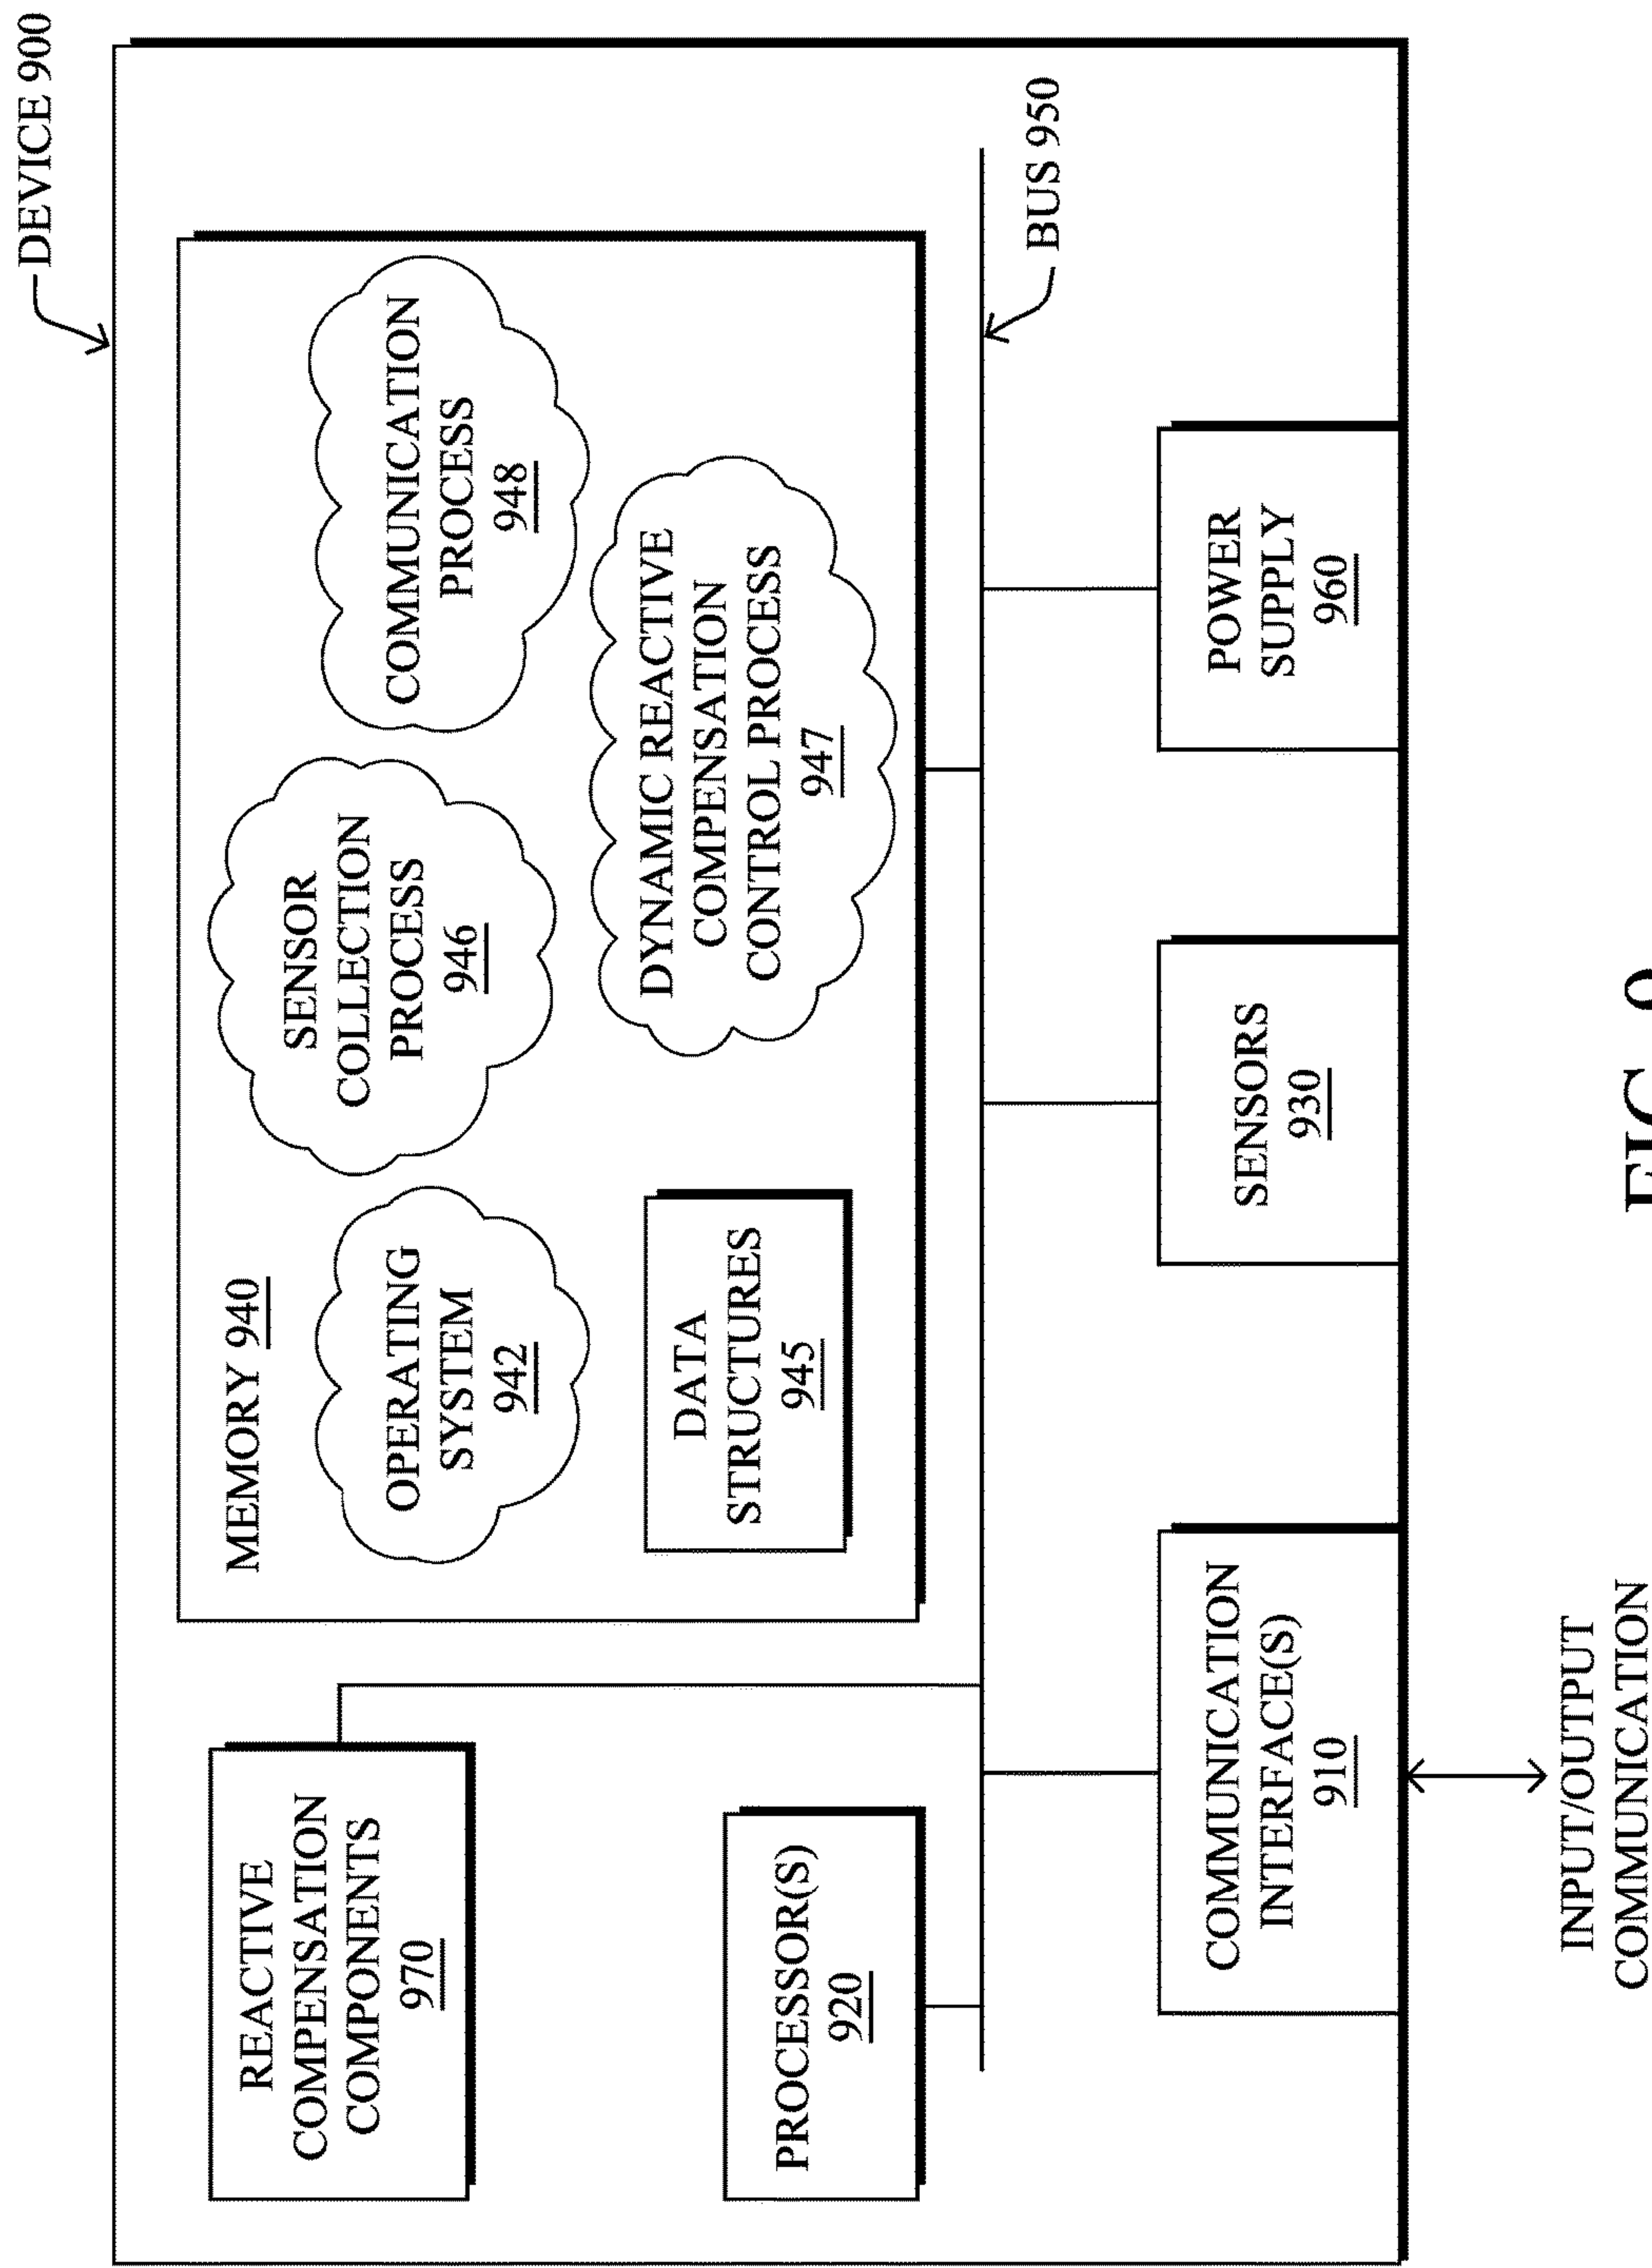 DEVICE 900
REACTIVE
COMPENSATION
COMPONENTS
970
MEMORY 940
OPERATING
SYSTEM
942
SENSOR
COLLECTION
PROCESS
946
COMMUNICATION
PROCESS
948
DATA
STRUCTURES
945
DYNAMIC REACTIVE
COMPENSATION
CONTROL PROCESS
947
PROCESSOR(S)
920
BUS 950
COMMUNICATION
INTERFACE(S)
910
SENSORS
930
POWER
SUPPLY
960
INPUT/OUTPUT
COMMUNICATION
FIG. 9